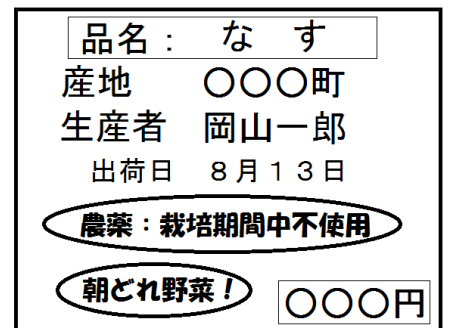 品名： なす
産地 〇〇〇町
生産者 岡山一郎
出荷日 ８月１３日
農薬：栽培期間中不使用
朝どれ野菜！
〇〇〇円